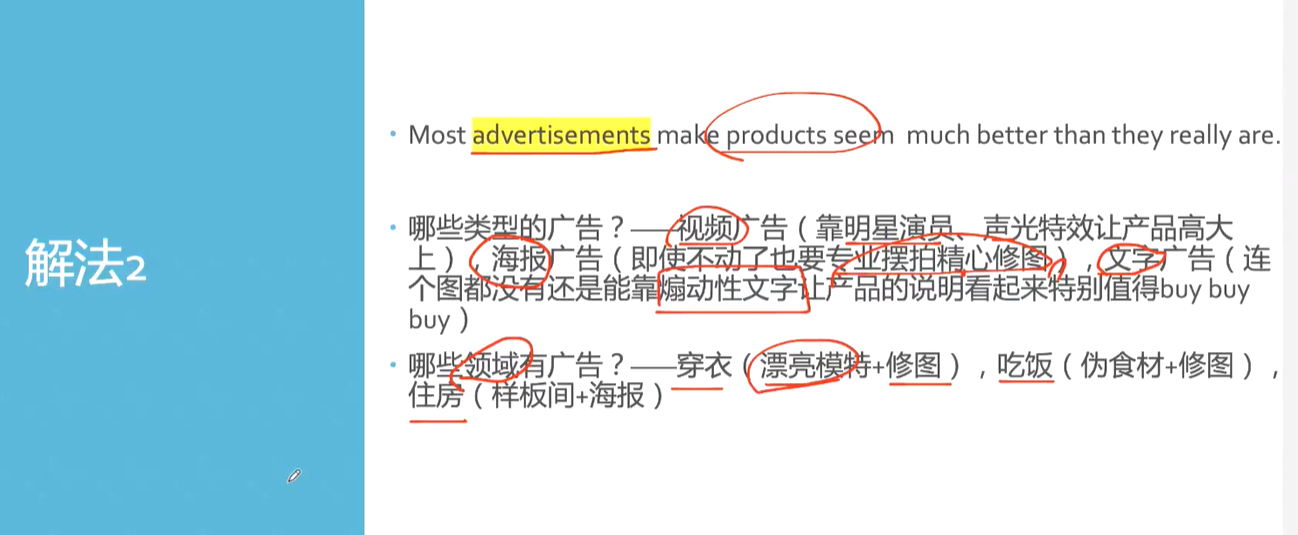 解法2
• Most advertisements make products seem much better than they really are.
• 哪些类型的广告？——视频广告（靠明星演员、声光特效让产品高大
上），海报广告（即使不动了也要专业摆拍精心修图），文字广告（连
个图都没有还是能靠煽动性文字让产品的说明看起来特别值得buy buy
buy）
• 哪些领域有广告？——穿衣（漂亮模特+修图），吃饭（伪食材+修图），
住房（样板间+海报）